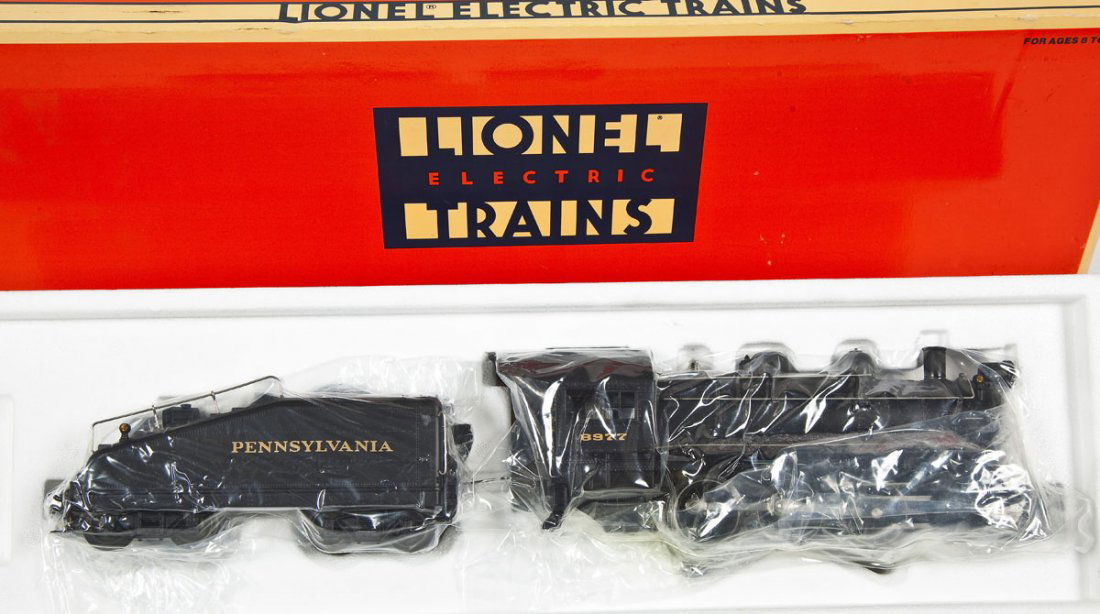 LIONEL® ELECTRIC TRAINS
FOR AGES 8 TO
LIONEL®
ELECTRIC
TRAINS
PENNSYLVANIA
8977